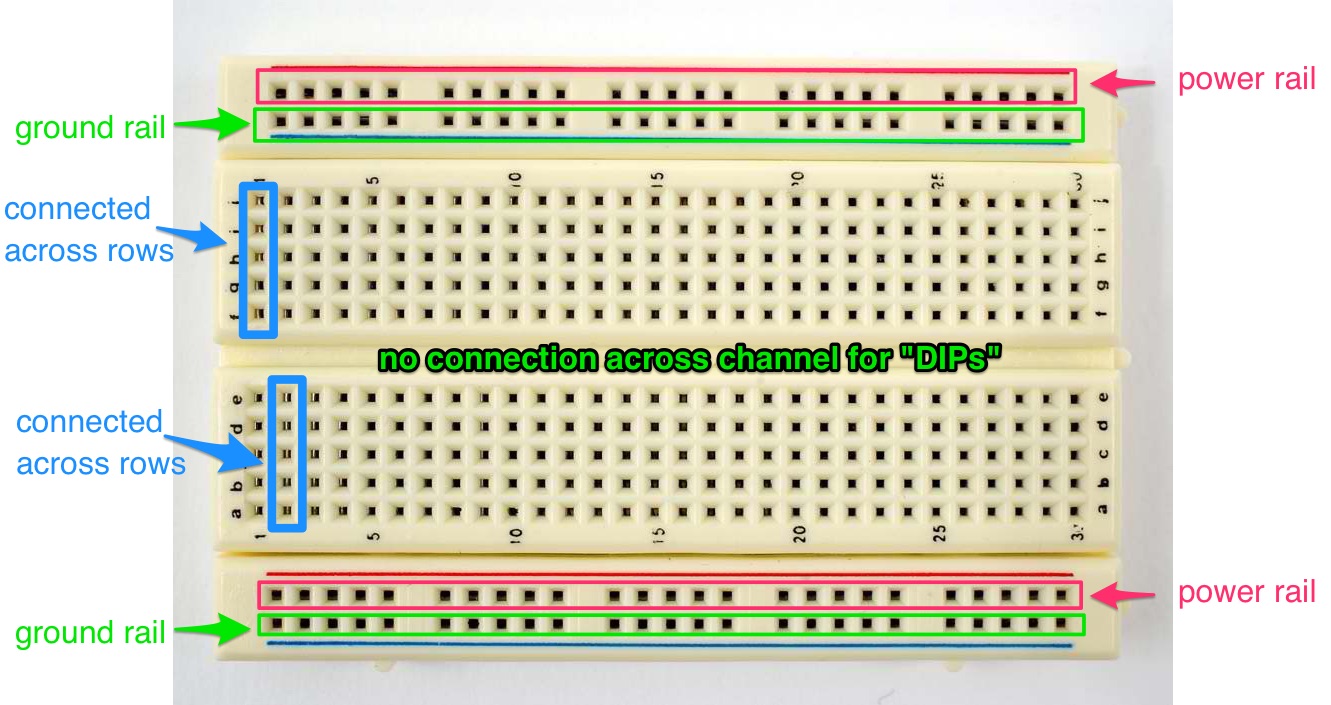 power rail
ground rail
1 5 10 15 20 25 30
connected
across rows
j j
i i
h h
g g
f f
no connection across channel for "DIPs"
e e
connected
d d
across rows
c
b b
a a
1 5 10 15 20 25
power rail
ground rail